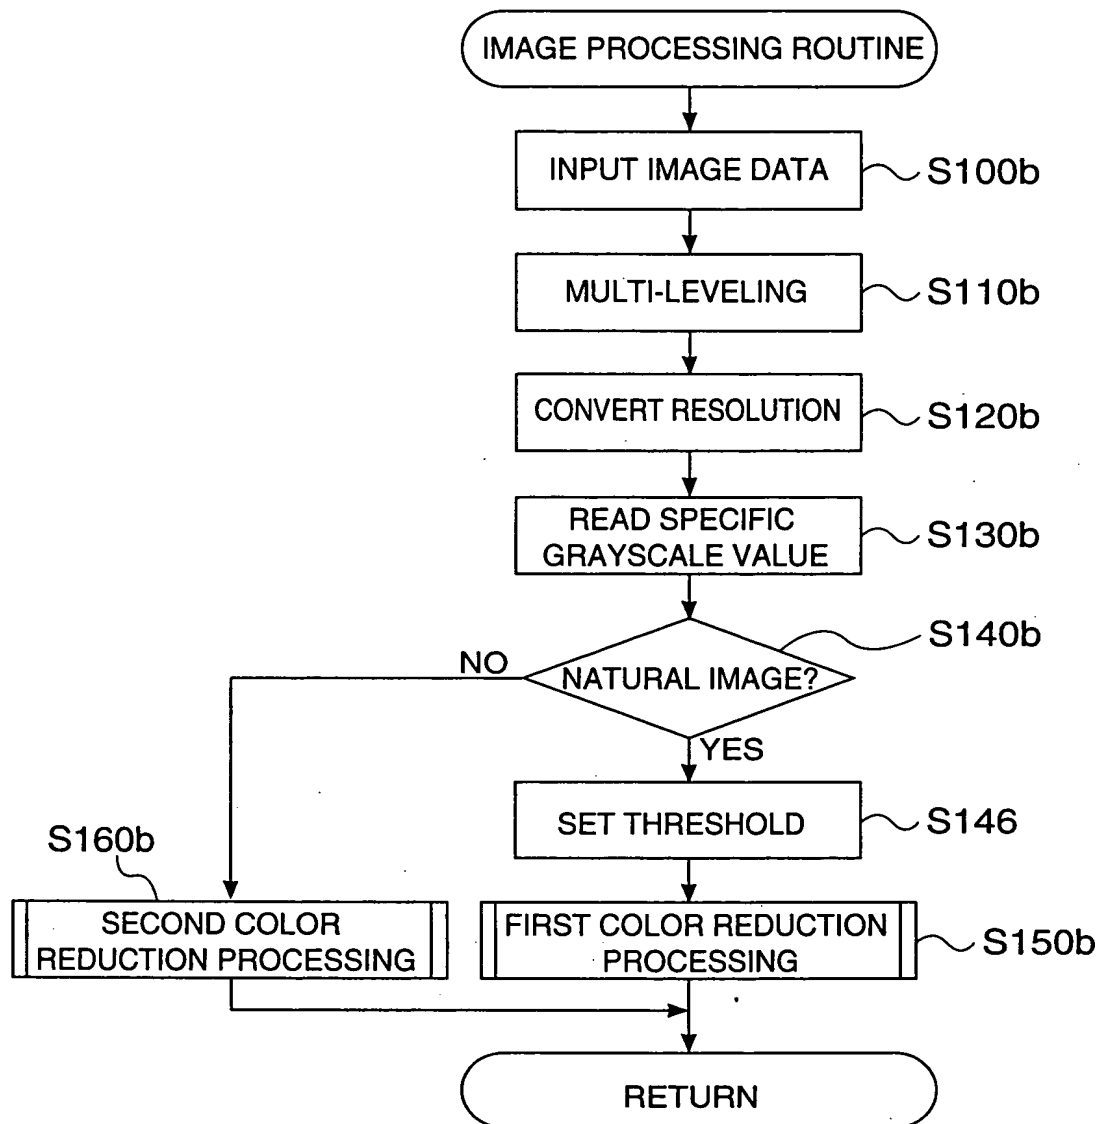 IMAGE PROCESSING ROUTINE
INPUT IMAGE DATA
S100b
MULTI-LEVELING
S110b
CONVERT RESOLUTION
S120b
READ SPECIFIC
GRAYSCALE VALUE
S130b
S140b
NO
NATURAL IMAGE?
YES
SET THRESHOLD
S146
S160b
SECOND COLOR
REDUCTION PROCESSING
FIRST COLOR REDUCTION
PROCESSING
S150b
RETURN